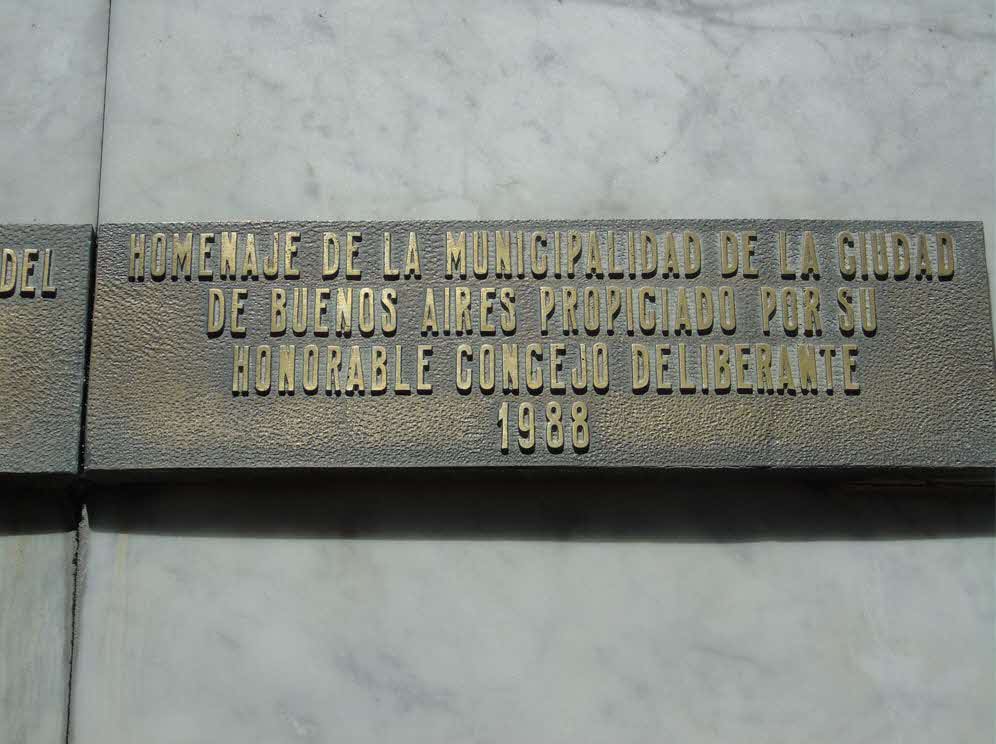 DEL
HOMENAJE DE LA MUNICIPALIDAD DE LA CIUDAD
DE BUENOS AIRES PROPICIADO POR SU
HONORABLE CONCEJO DELIBERANTE
1988